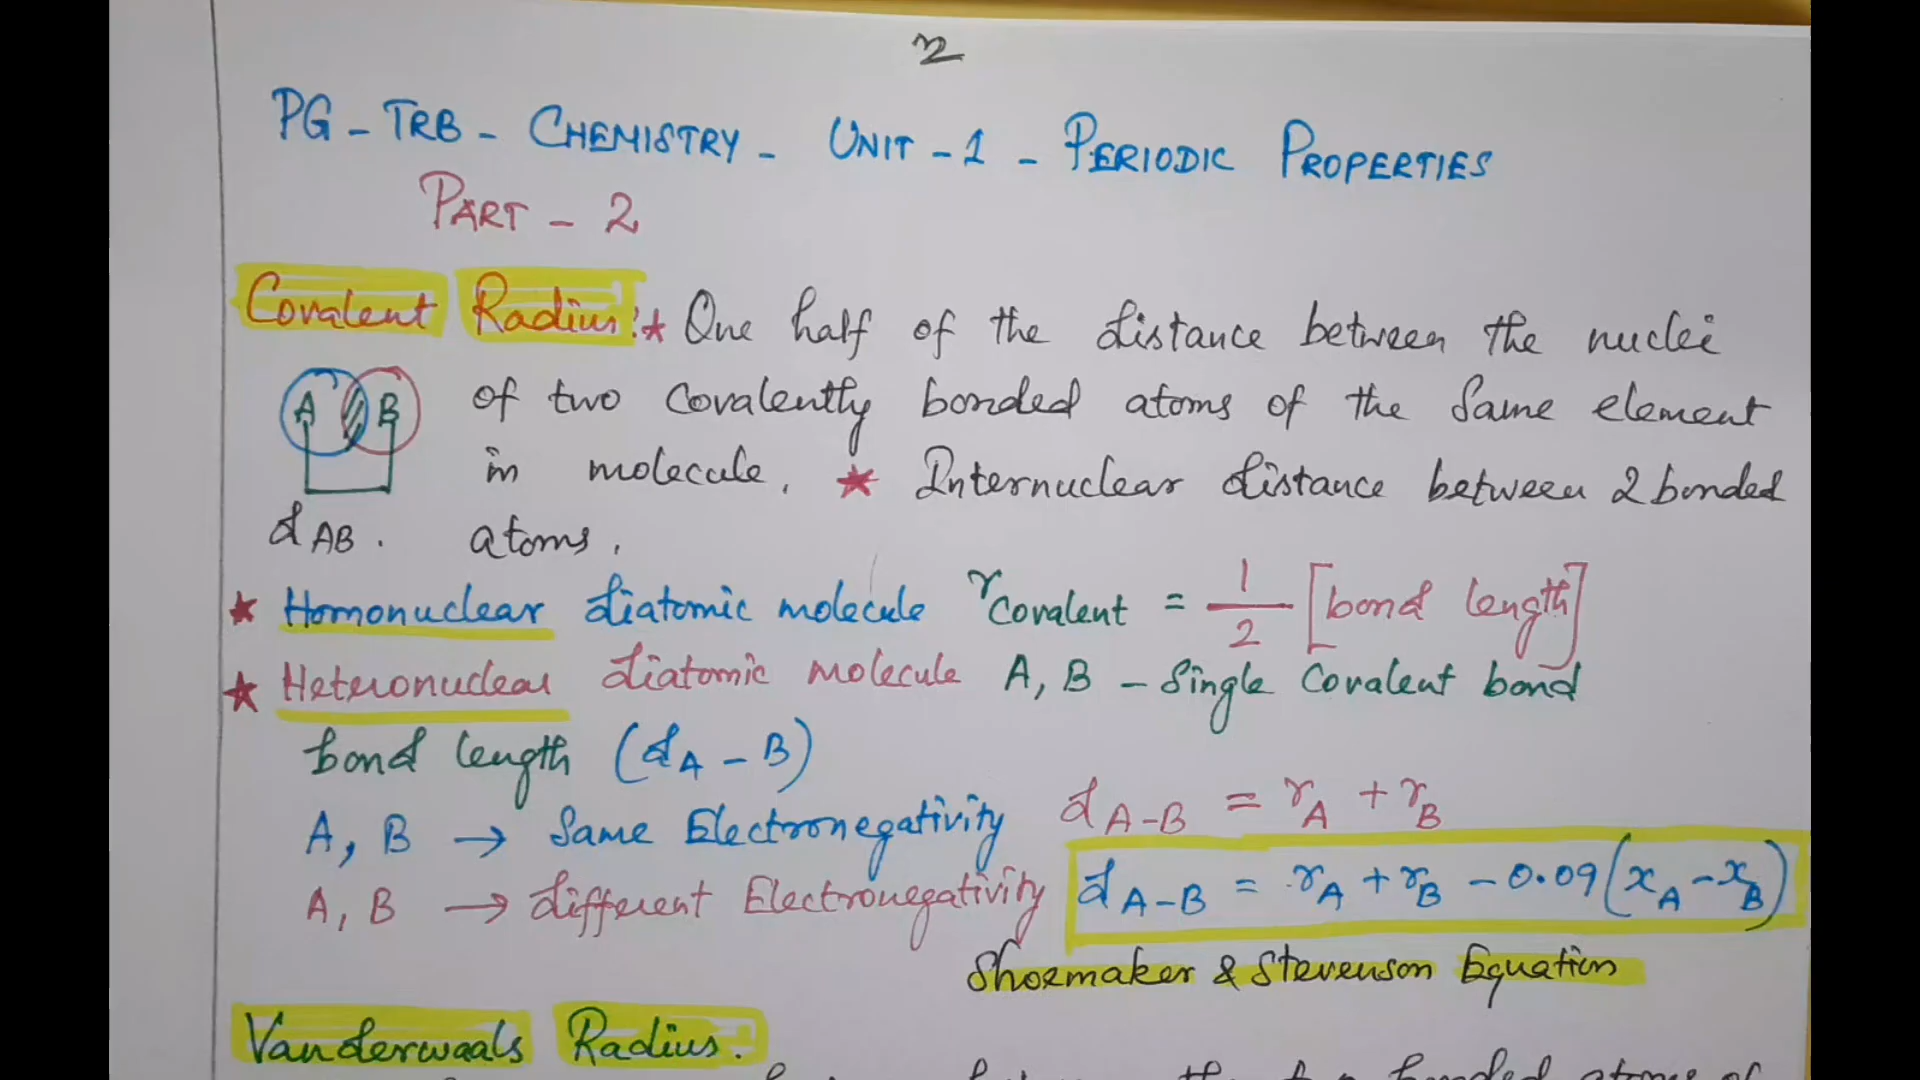 2
PG - TRB - CHEMISTRY - UNIT - 1 - PERIODIC PROPERTIES
PART - 2
Covalent Radius: ★ One half of the distance between the nuclei
A B of two covalently bonded atoms of the same element
in molecule. ★ Internuclear distance between 2 bonded
dAB. atoms.
★ Homonuclear diatomic molecule rcovalent = 1/2 [bond length]
★ Heteronuclear diatomic molecule A, B - Single Covalent bond
bond length (dA-B)
A, B → Same Electronegativity dA-B = rA + rB
A, B → different Electronegativity dA-B = rA + rB - 0.09(xA - xB)
Shoemaker & Stevenson Equation
Vanderwaals Radius.
bonded atoms of